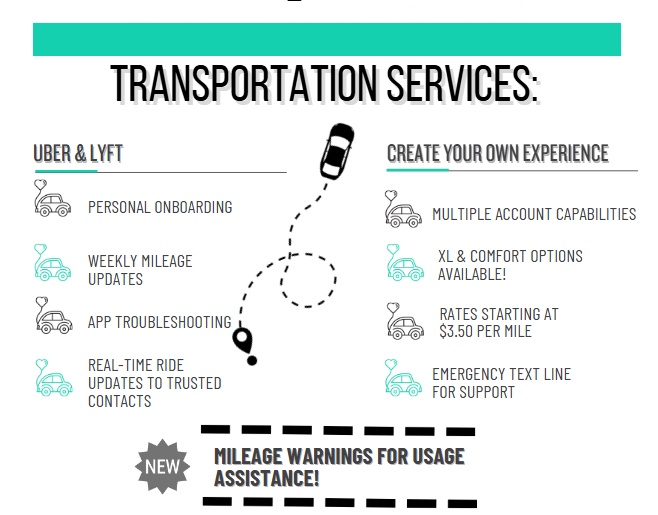 TRANSPORTATION SERVICES:
UBER & LYFT
PERSONAL ONBOARDING
WEEKLY MILEAGE
UPDATES
APP TROUBLESHOOTING
REAL-TIME RIDE
UPDATES TO TRUSTED
CONTACTS
CREATE YOUR OWN EXPERIENCE
MULTIPLE ACCOUNT CAPABILITIES
XL & COMFORT OPTIONS
AVAILABLE!
RATES STARTING AT
$3.50 PER MILE
EMERGENCY TEXT LINE
FOR SUPPORT
NEW
MILEAGE WARNINGS FOR USAGE
ASSISTANCE!